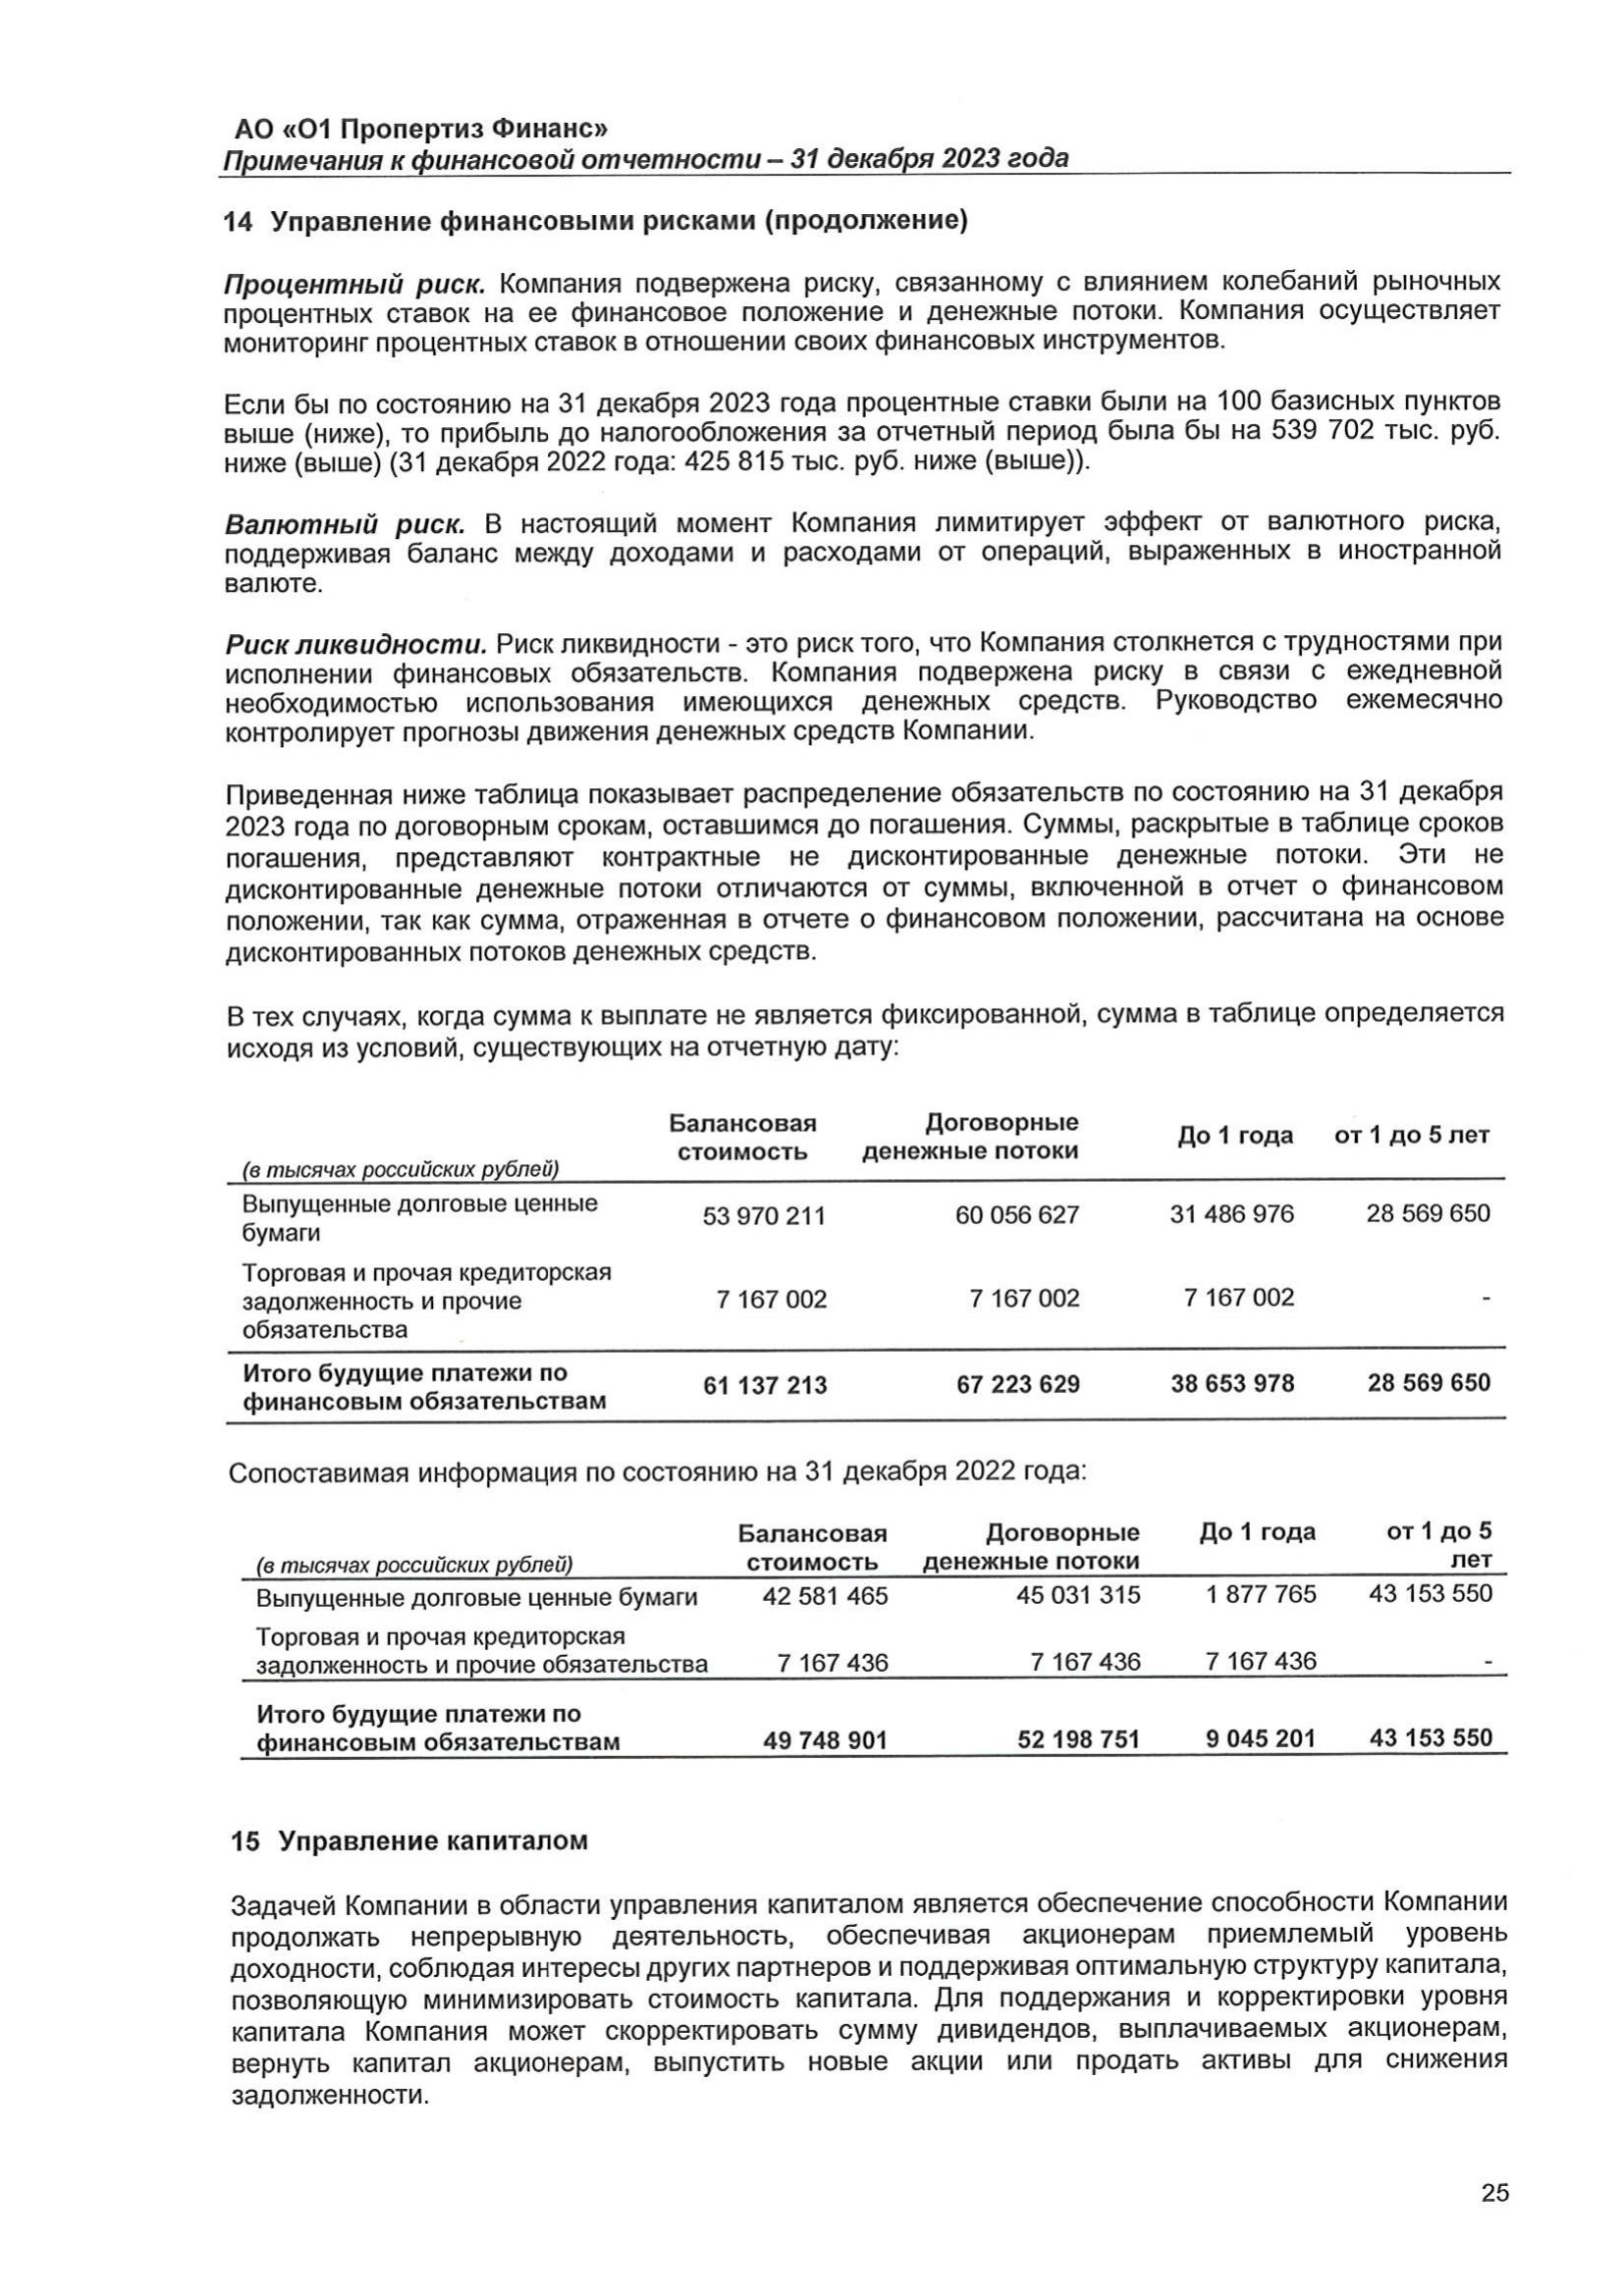 АО «О1 Пропертиз Финанс»
Примечания к финансовой отчетности – 31 декабря 2023 года
14 Управление финансовыми рисками (продолжение)
Процентный риск. Компания подвержена риску, связанному с влиянием колебаний рыночных
процентных ставок на ее финансовое положение и денежные потоки. Компания осуществляет
мониторинг процентных ставок в отношении своих финансовых инструментов.
Если бы по состоянию на 31 декабря 2023 года процентные ставки были на 100 базисных пунктов
выше (ниже), то прибыль до налогообложения за отчетный период была бы на 539 702 тыс. руб.
ниже (выше) (31 декабря 2022 года: 425 815 тыс. руб. ниже (выше)).
Валютный риск. В настоящий момент Компания лимитирует эффект от валютного риска,
поддерживая баланс между доходами и расходами от операций, выраженных в иностранной
валюте.
Риск ликвидности. Риск ликвидности - это риск того, что Компания столкнется с трудностями при
исполнении финансовых обязательств. Компания подвержена риску в связи с ежедневной
необходимостью использования имеющихся денежных средств. Руководство ежемесячно
контролирует прогнозы движения денежных средств Компании.
Приведенная ниже таблица показывает распределение обязательств по состоянию на 31 декабря
2023 года по договорным срокам, оставшимся до погашения. Суммы, раскрытые в таблице сроков
погашения, представляют контрактные не дисконтированные денежные потоки. Эти не
дисконтированные денежные потоки отличаются от суммы, включенной в отчет о финансовом
положении, так как сумма, отраженная в отчете о финансовом положении, рассчитана на основе
дисконтированных потоков денежных средств.
В тех случаях, когда сумма к выплате не является фиксированной, сумма в таблице определяется
исходя из условий, существующих на отчетную дату:
Балансовая Договорные До 1 года от 1 до 5 лет
стоимость денежные потоки
(в тысячах российских рублей)
Выпущенные долговые ценные
бумаги 53 970 211 60 056 627 31 486 976 28 569 650
Торговая и прочая кредиторская
задолженность и прочие 7 167 002 7 167 002 7 167 002 -
обязательства
Итого будущие платежи по
финансовым обязательствам 61 137 213 67 223 629 38 653 978 28 569 650
Сопоставимая информация по состоянию на 31 декабря 2022 года:
Балансовая Договорные До 1 года от 1 до 5
(в тысячах российских рублей) стоимость денежные потоки лет
Выпущенные долговые ценные бумаги 42 581 465 45 031 315 1 877 765 43 153 550
Торговая и прочая кредиторская
задолженность и прочие обязательства 7 167 436 7 167 436 7 167 436 -
Итого будущие платежи по
финансовым обязательствам 49 748 901 52 198 751 9 045 201 43 153 550
15 Управление капиталом
Задачей Компании в области управления капиталом является обеспечение способности Компании
продолжать непрерывную деятельность, обеспечивая акционерам приемлемый уровень
доходности, соблюдая интересы других партнеров и поддерживая оптимальную структуру капитала,
позволяющую минимизировать стоимость капитала. Для поддержания и корректировки уровня
капитала Компания может скорректировать сумму дивидендов, выплачиваемых акционерам,
вернуть капитал акционерам, выпустить новые акции или продать активы для снижения
задолженности.
25